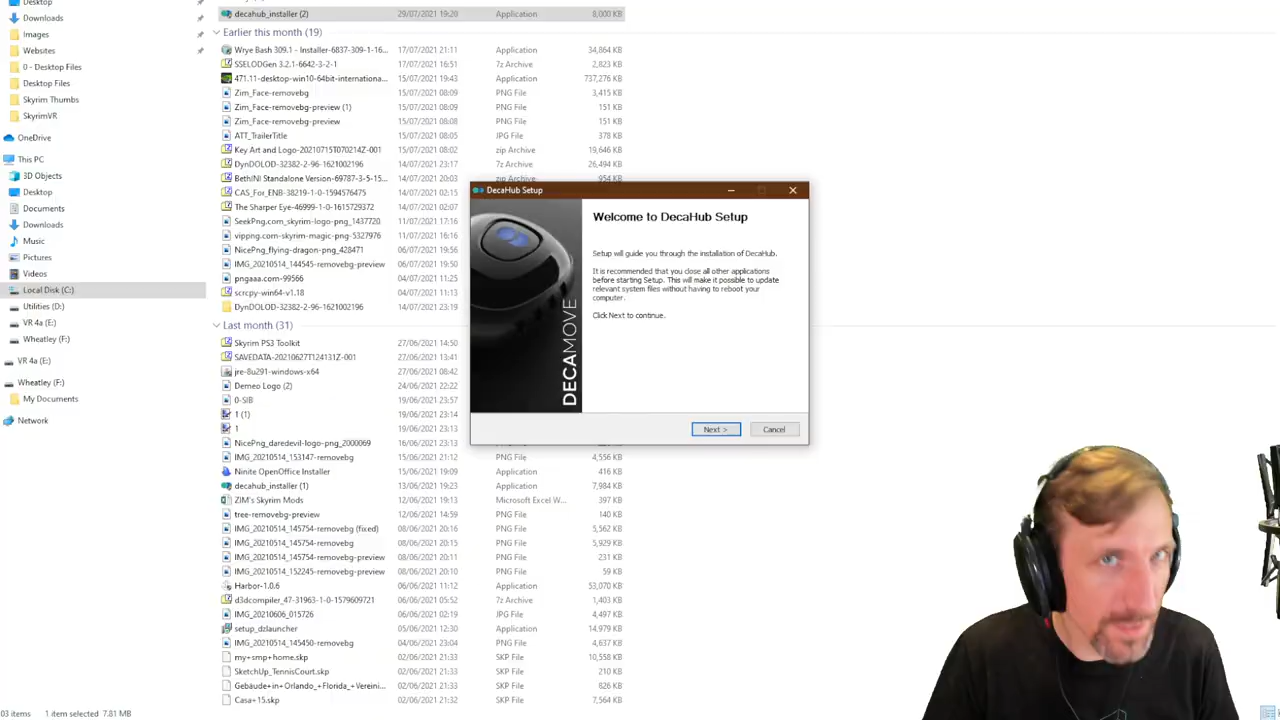 Desktop
Downloads
Images
Websites
0 - Desktop Files
Desktop Files
Skyrim Thumbs
SkyrimVR
OneDrive
This PC
3D Objects
Desktop
Documents
Downloads
Music
Pictures
Videos
Local Disk (C:)
Utilities (D:)
VR 4a (E:)
Wheatley (F:)
VR 4a (E:)
Wheatley (F:)
My Documents
Network
decahub_installer (2) 29/07/2021 19:20 Application 8,000 KB
Earlier this month (19)
Wrye Bash 309.1 - Installer-6837-309-1-16... 17/07/2021 21:11 Application 34,864 KB
SSELODGen 3.2.1-6642-3-2-1 17/07/2021 16:51 7z Archive 2,823 KB
471.11-desktop-win10-64bit-internationa... 15/07/2021 19:43 Application 737,276 KB
Zim_Face-removebg 15/07/2021 08:09 PNG File 3,415 KB
Zim_Face-removebg-preview (1) 15/07/2021 08:09 PNG File 151 KB
Zim_Face-removebg-preview 15/07/2021 08:08 PNG File 151 KB
ATT_TrailerTitle 15/07/2021 08:05 JPG File 378 KB
Key Art and Logo-20210715T070214Z-001 15/07/2021 08:02 zip Archive 19,646 KB
DynDOLOD-32382-2-96-1621002196 14/07/2021 23:17 7z Archive 26,494 KB
BethINI Standalone Version-69787-3-5-15... 14/07/2021 20:03 zip Archive 954 KB
CAS_For_ENB-38219-1-0-1594576475 14/07/2021 02:15
The Sharper Eye-46999-1-0-1615729372 14/07/2021 02:07
SeekPng.com_skyrim-logo-png_1437720 11/07/2021 17:16
vippng.com-skyrim-magic-png-5327976 11/07/2021 16:16
NicePng_flying-dragon-png_428471 06/07/2021 19:56
IMG_20210514_144545-removebg-preview 06/07/2021 19:50
pngaaa.com-99566 04/07/2021 11:25
scrcpy-win64-v1.18 04/07/2021 11:13
DynDOLOD-32382-2-96-1621002196 14/07/2021 23:19
Last month (31)
Skyrim PS3 Toolkit 27/06/2021 14:50
SAVEDATA-20210627T124131Z-001 27/06/2021 13:41
jre-8u291-windows-x64 27/06/2021 08:42
Demeo Logo (2) 24/06/2021 22:22
0-SIB 19/06/2021 23:57
1 (1) 19/06/2021 23:14
1 19/06/2021 23:13
NicePng_daredevil-logo-png_2000069 16/06/2021
IMG_20210514_153147-removebg 15/06/2021 21:12 PNG File 4,556 KB
Ninite OpenOffice Installer 15/06/2021 19:09 Application 416 KB
decahub_installer (1) 13/06/2021 19:23 Application 7,984 KB
ZIM's Skyrim Mods 12/06/2021 19:13 Microsoft Excel W... 397 KB
tree-removebg-preview 12/06/2021 14:59 PNG File 140 KB
IMG_20210514_145754-removebg (fixed) 08/06/2021 20:16 PNG File 5,562 KB
IMG_20210514_145754-removebg 08/06/2021 20:15 PNG File 5,929 KB
IMG_20210514_145754-removebg-preview 08/06/2021 20:11 PNG File 231 KB
IMG_20210514_152245-removebg-preview 08/06/2021 20:10 PNG File 59 KB
Harbor-1.0.6 06/06/2021 11:12 Application 53,070 KB
d3dcompiler_47-31963-1-0-1579609721 06/06/2021 05:52 7z Archive 1,403 KB
IMG_20210606_015726 06/06/2021 02:19 JPG File 4,497 KB
setup_dzlauncher 05/06/2021 12:30 Application 14,979 KB
IMG_20210514_145450-removebg 04/06/2021 23:04 PNG File 4,637 KB
my+smp+home.skp 02/06/2021 21:33 SKP File 10,558 KB
SketchUp_TennisCourt.skp 02/06/2021 21:33 SKP File 210 KB
Gebäude+in+Orlando_+Florida_+Vereini... 02/06/2021 21:33 SKP File 626 KB
Casa+15.skp 02/06/2021 21:32 SKP File 7,564 KB
DecaHub Setup
DECAMOVE
Welcome to DecaHub Setup
Setup will guide you through the installation of DecaHub.
It is recommended that you close all other applications
before starting Setup. This will make it possible to update
relevant system files without having to reboot your
computer.
Click Next to continue.
Next >
Cancel
03 items 1 item selected 7.81 MB